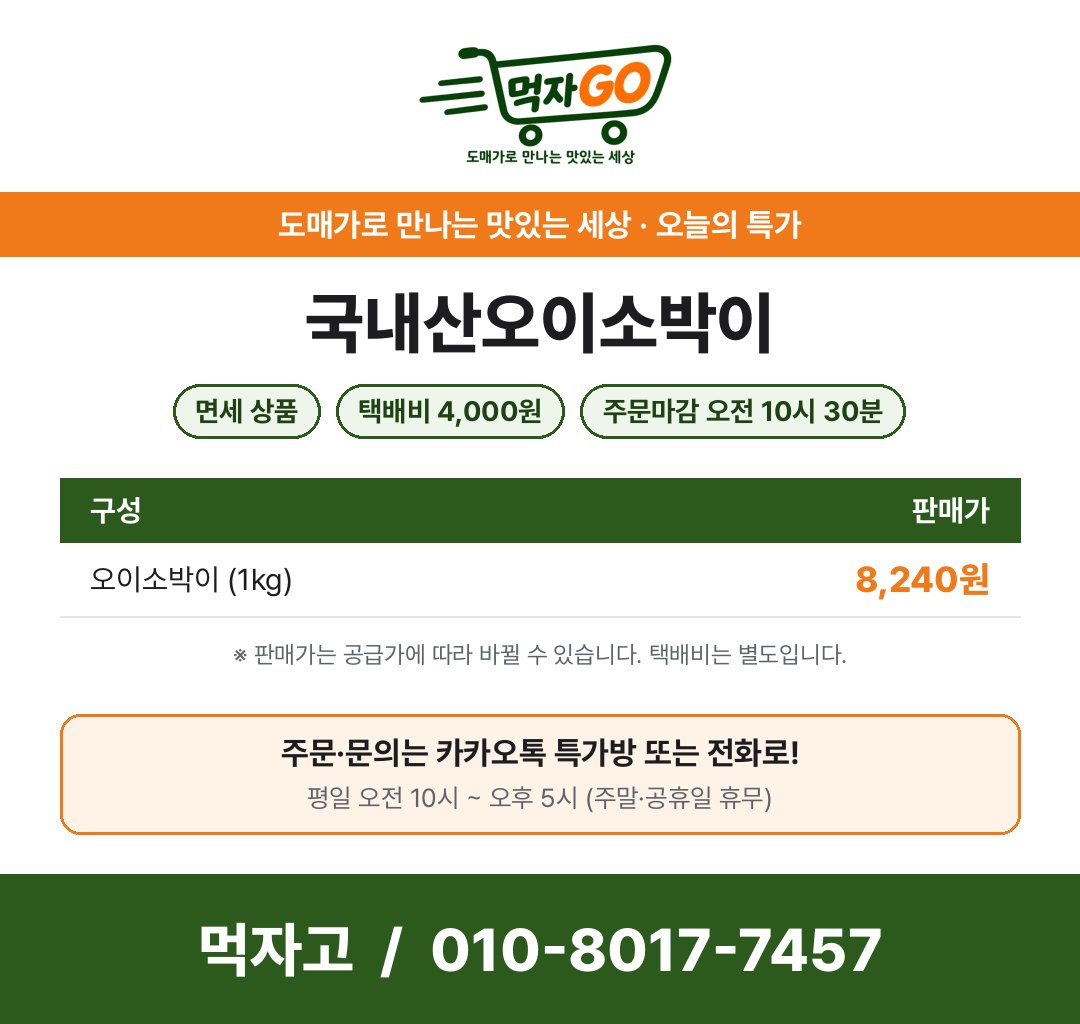 먹자GO
도매가로 만나는 맛있는 세상
도매가로 만나는 맛있는 세상 · 오늘의 특가
국내산오이소박이
면세 상품 택배비 4,000원 주문마감 오전 10시 30분
구성 판매가
오이소박이 (1kg) 8,240원
※ 판매가는 공급가에 따라 바뀔 수 있습니다. 택배비는 별도입니다.
주문·문의는 카카오톡 특가방 또는 전화로!
평일 오전 10시 ~ 오후 5시 (주말·공휴일 휴무)
먹자고 / 010-8017-7457